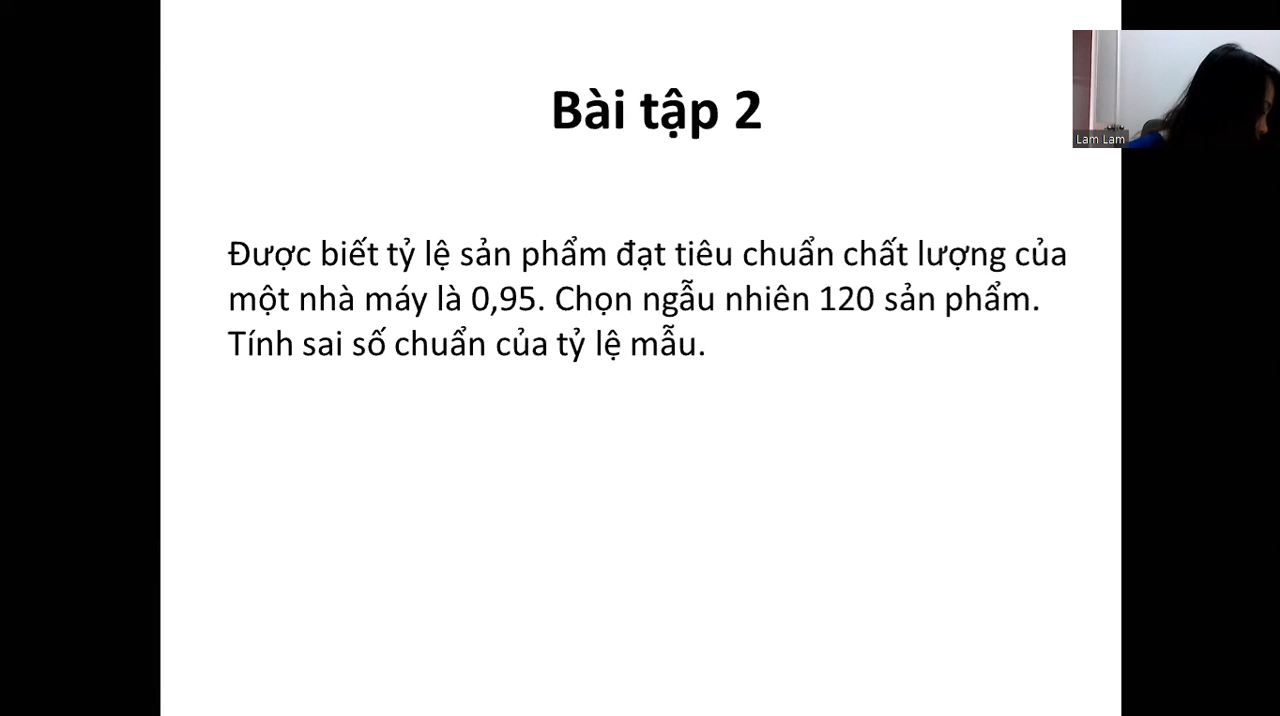 Bài tập 2
Lam Lam
Được biết tỷ lệ sản phẩm đạt tiêu chuẩn chất lượng của
một nhà máy là 0,95. Chọn ngẫu nhiên 120 sản phẩm.
Tính sai số chuẩn của tỷ lệ mẫu.